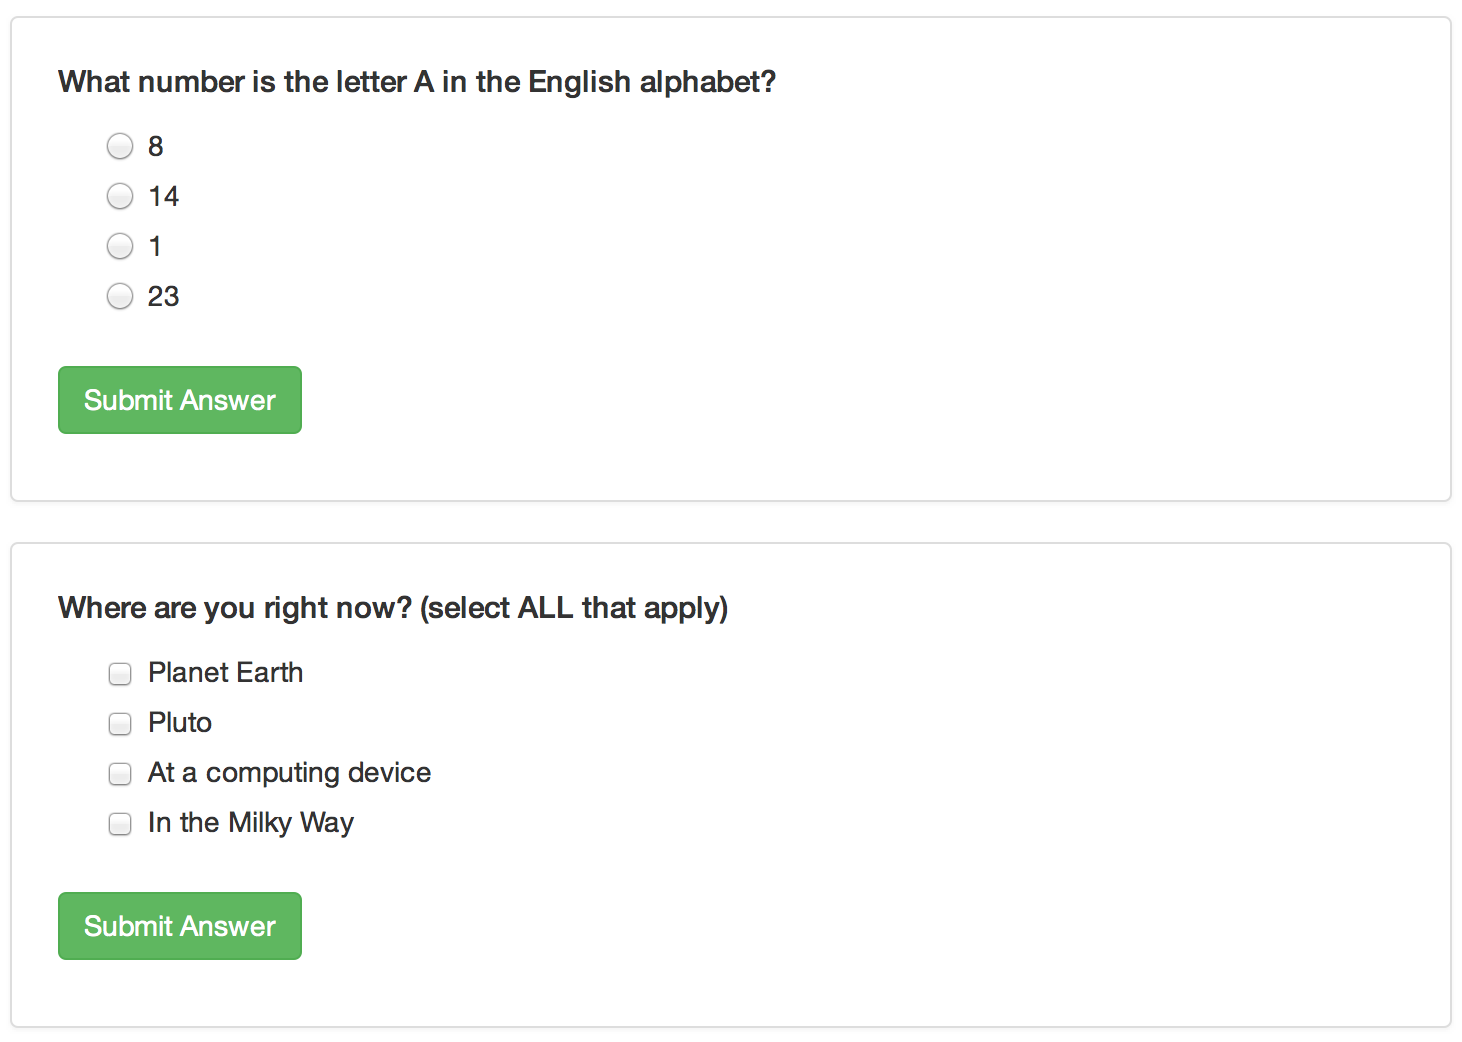 What number is the letter A in the English alphabet?
8
14
1
23
Submit Answer
Where are you right now? (select ALL that apply)
Planet Earth
Pluto
At a computing device
In the Milky Way
Submit Answer